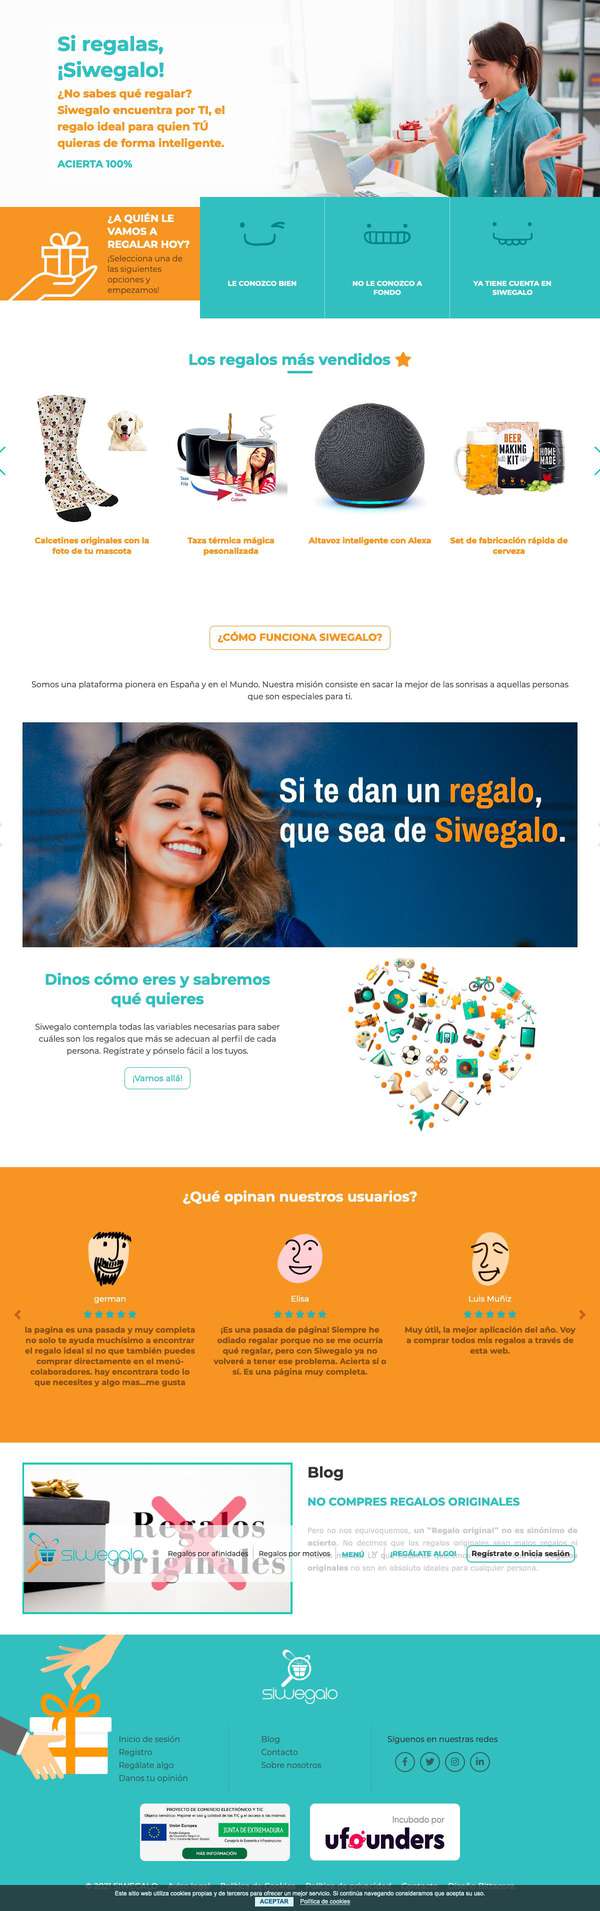 Si regalas,
¡Siwegalo!
¿No sabes qué regalar?
Siwegalo encuentra por TI, el
regalo ideal para quien TÚ
quieras de forma inteligente.
ACIERTA 100%
¿A QUIÉN LE
VAMOS A
REGALAR HOY?
¡Selecciona una de
las siguientes
opciones y
empezamos!
LE CONOZCO BIEN
NO LE CONOZCO A
FONDO
YA TIENE CUENTA EN
SIWEGALO
Los regalos más vendidos
Taza
Fría
Taza
Caliente
BEER
MAKING
KIT
HOME
MADE
Calcetines originales con la
foto de tu mascota
Taza térmica mágica
pesonalizada
Altavoz inteligente con Alexa
Set de fabricación rápida de
cerveza
¿CÓMO FUNCIONA SIWEGALO?
Somos una plataforma pionera en España y en el Mundo. Nuestra misión consiste en sacar la mejor de las sonrisas a aquellas personas
que son especiales para ti.
Si te dan un regalo,
que sea de Siwegalo.
Dinos cómo eres y sabremos
qué quieres
Siwegalo contempla todas las variables necesarias para saber
cuáles son los regalos que más se adecuan al perfil de cada
persona. Regístrate y pónselo fácil a los tuyos.
¡Vamos allá!
¿Qué opinan nuestros usuarios?
german
la pagina es una pasada y muy completa
no solo te ayuda muchísimo a encontrar
el regalo ideal si no que también puedes
comprar directamente en el menú-
colaboradores. hay encontrara todo lo
que necesites y algo mas...me gusta
Elisa
¡Es una pasada de página! Siempre he
odiado regalar porque no se me ocurría
qué regalar, pero con Siwegalo ya no
volveré a tener ese problema. Acierta sí o
sí. Es una página muy completa.
Luis Muñiz
Muy útil, la mejor aplicación del año. Voy
a comprar todos mis regalos a través de
esta web.
Regalos
originales
Blog
NO COMPRES REGALOS ORIGINALES
Pero no nos equivoquemos, un "Regalo original" no es sinónimo de
acierto. No decimos que los regalos originales sean malos regalos ni
siwegalo
Regalos por afinidades
Regalos por motivos
MENÚ
¡REGÁLATE ALGO!
Regístrate o Inicia sesión
originales no son en absoluto ideales para cualquier persona.
siwegalo
Inicio de sesión
Registro
Regálate algo
Danos tu opinión
Blog
Contacto
Sobre nosotros
Síguenos en nuestras redes
PROYECTO DE COMERCIO ELECTRÓNICO Y TIC
Unión Europea
JUNTA DE EXTREMADURA
MÁS INFORMACIÓN
Incubado por
ufounders
Este sitio web utiliza cookies propias y de terceros para ofrecer un mejor servicio. Si continúa navegando consideramos que acepta su uso.
ACEPTAR
Política de cookies